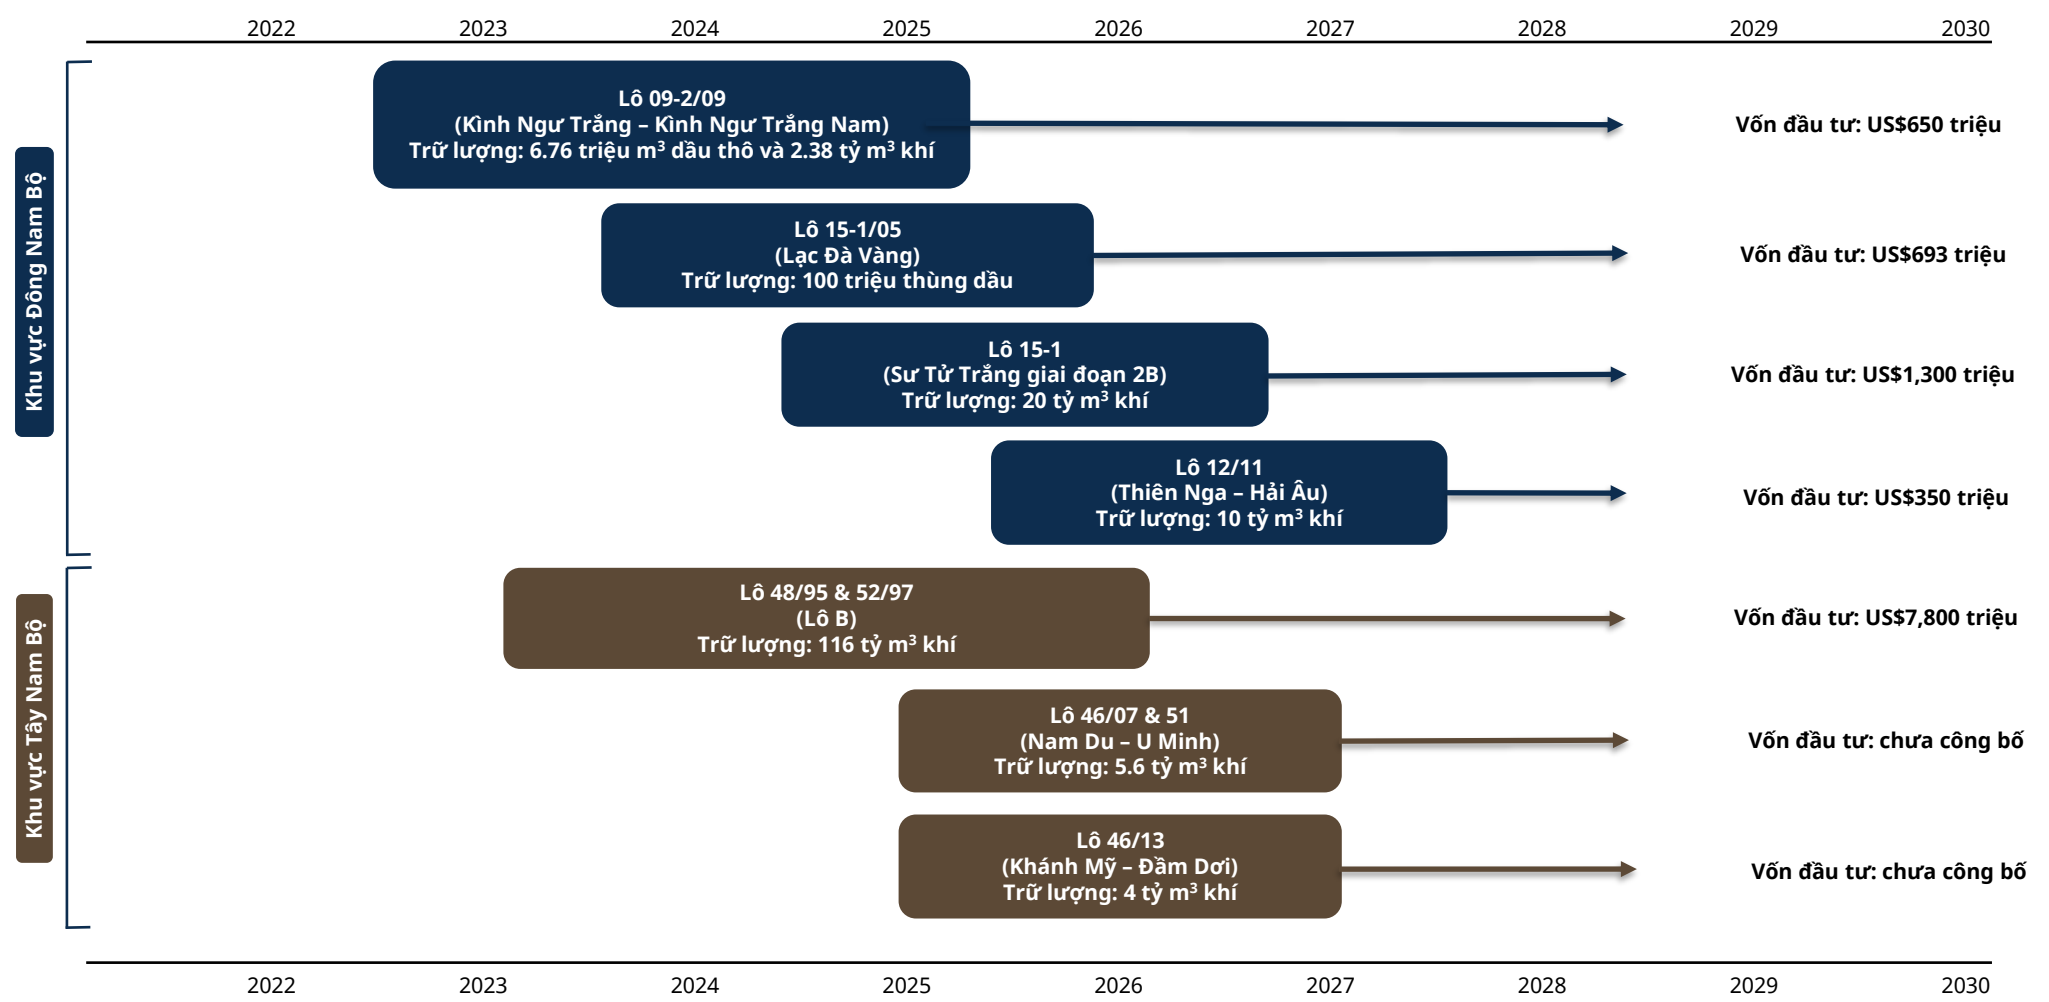 2022 2023 2024 2025 2026 2027 2028 2029 2030
Khu vực Đông Nam Bộ
Lô 09-2/09
(Kình Ngư Trắng – Kình Ngư Trắng Nam)
Trữ lượng: 6.76 triệu m³ dầu thô và 2.38 tỷ m³ khí
Vốn đầu tư: US$650 triệu
Lô 15-1/05
(Lạc Đà Vàng)
Trữ lượng: 100 triệu thùng dầu
Vốn đầu tư: US$693 triệu
Lô 15-1
(Sư Tử Trắng giai đoạn 2B)
Trữ lượng: 20 tỷ m³ khí
Vốn đầu tư: US$1,300 triệu
Lô 12/11
(Thiên Nga – Hải Âu)
Trữ lượng: 10 tỷ m³ khí
Vốn đầu tư: US$350 triệu
Khu vực Tây Nam Bộ
Lô 48/95 & 52/97
(Lô B)
Trữ lượng: 116 tỷ m³ khí
Vốn đầu tư: US$7,800 triệu
Lô 46/07 & 51
(Nam Du – U Minh)
Trữ lượng: 5.6 tỷ m³ khí
Vốn đầu tư: chưa công bố
Lô 46/13
(Khánh Mỹ – Đầm Dơi)
Trữ lượng: 4 tỷ m³ khí
Vốn đầu tư: chưa công bố
2022 2023 2024 2025 2026 2027 2028 2029 2030